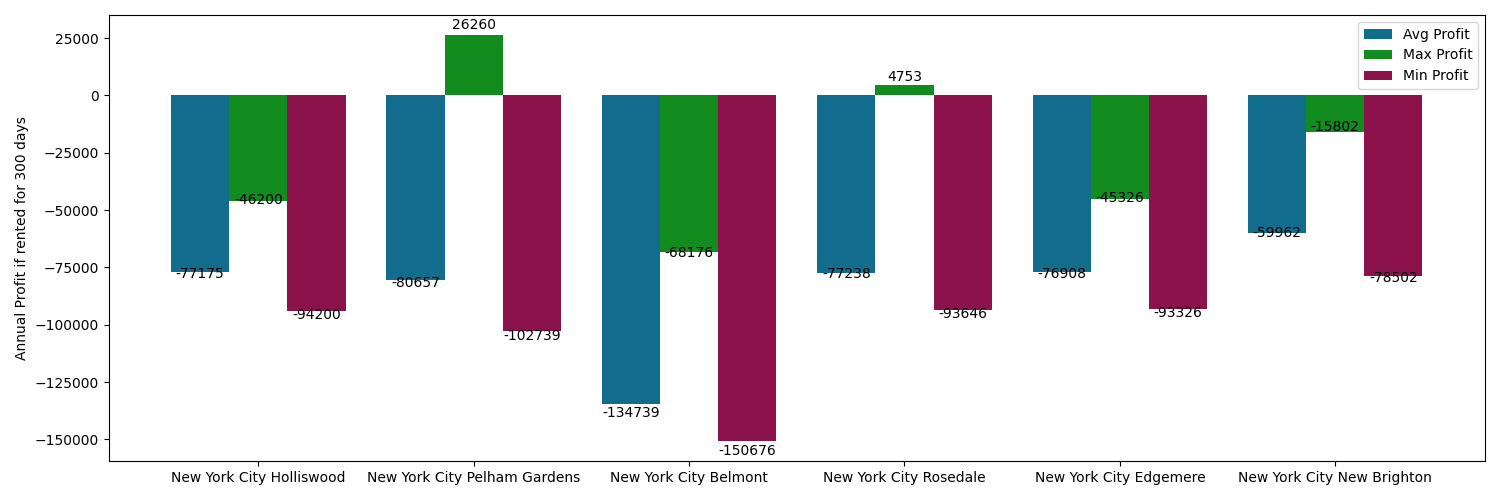 26260
25000
Avg Profit
Max Profit
Min Profit
4753
0
-15802
−25000
-46200
-45326
−50000
-59962
-68176
−75000
-77175
-80657
-77238
-76908
-78502
-94200
-93646
-93326
−100000
-102739
−125000
-134739
−150000
-150676
Annual Profit if rented for 300 days
New York City Holliswood
New York City Pelham Gardens
New York City Belmont
New York City Rosedale
New York City Edgemere
New York City New Brighton